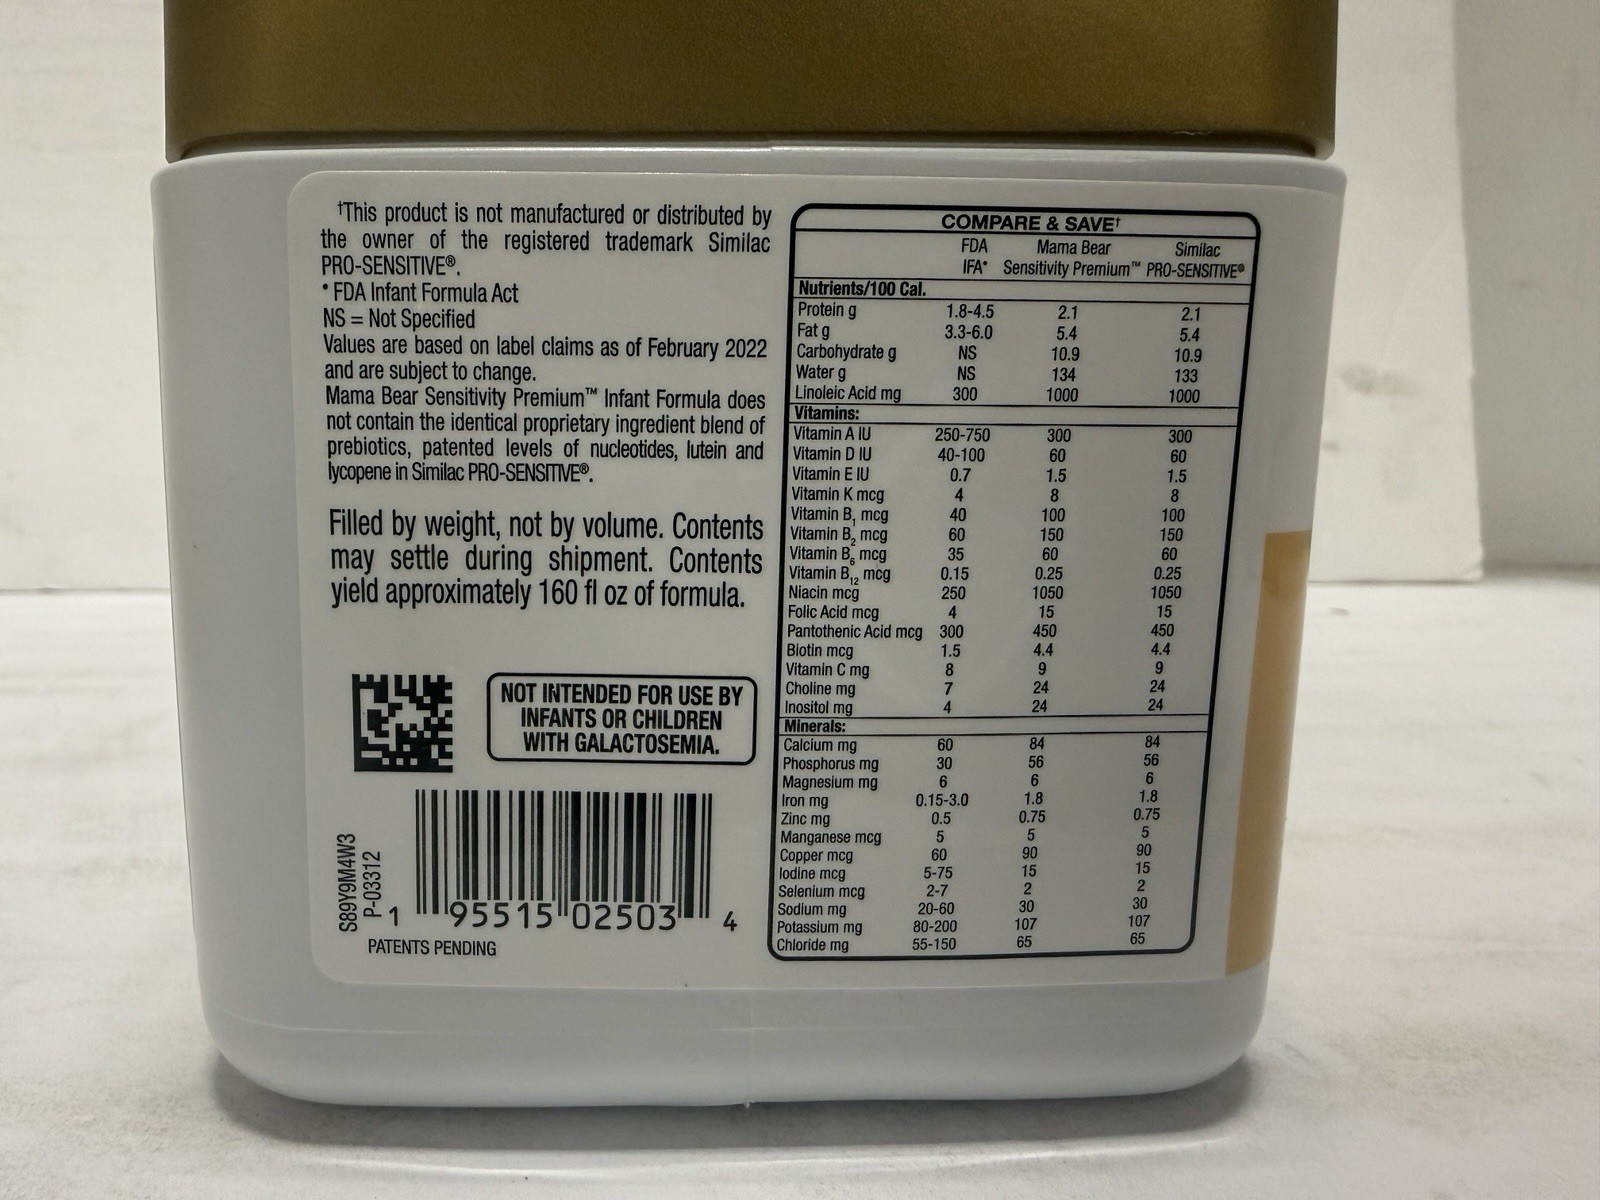 †This product is not manufactured or distributed by
the owner of the registered trademark Similac
PRO-SENSITIVE®.
* FDA Infant Formula Act
NS = Not Specified
Values are based on label claims as of February 2022
and are subject to change.
Mama Bear Sensitivity Premium™ Infant Formula does
not contain the identical proprietary ingredient blend of
prebiotics, patented levels of nucleotides, lutein and
lycopene in Similac PRO-SENSITIVE®.
Filled by weight, not by volume. Contents
may settle during shipment. Contents
yield approximately 160 fl oz of formula.
NOT INTENDED FOR USE BY
INFANTS OR CHILDREN
WITH GALACTOSEMIA.
S89Y9M4W3
P-03312
1 95515 02503 4
PATENTS PENDING
COMPARE & SAVE†
FDA Mama Bear Similac
IFA* Sensitivity Premium™ PRO-SENSITIVE®
Nutrients/100 Cal.
Protein g 1.8-4.5 2.1 2.1
Fat g 3.3-6.0 5.4 5.4
Carbohydrate g NS 10.9 10.9
Water g NS 134 133
Linoleic Acid mg 300 1000 1000
Vitamins:
Vitamin A IU 250-750 300 300
Vitamin D IU 40-100 60 60
Vitamin E IU 0.7 1.5 1.5
Vitamin K mcg 4 8 8
Vitamin B1 mcg 40 100 100
Vitamin B2 mcg 60 150 150
Vitamin B6 mcg 35 60 60
Vitamin B12 mcg 0.15 0.25 0.25
Niacin mcg 250 1050 1050
Folic Acid mcg 4 15 15
Pantothenic Acid mcg 300 450 450
Biotin mcg 1.5 4.4 4.4
Vitamin C mg 8 9 9
Choline mg 7 24 24
Inositol mg 4 24 24
Minerals:
Calcium mg 60 84 84
Phosphorus mg 30 56 56
Magnesium mg 6 6 6
Iron mg 0.15-3.0 1.8 1.8
Zinc mg 0.5 0.75 0.75
Manganese mcg 5 5 5
Copper mcg 60 90 90
Iodine mcg 5-75 15 15
Selenium mcg 2-7 2 2
Sodium mg 20-60 30 30
Potassium mg 80-200 107 107
Chloride mg 55-150 65 65